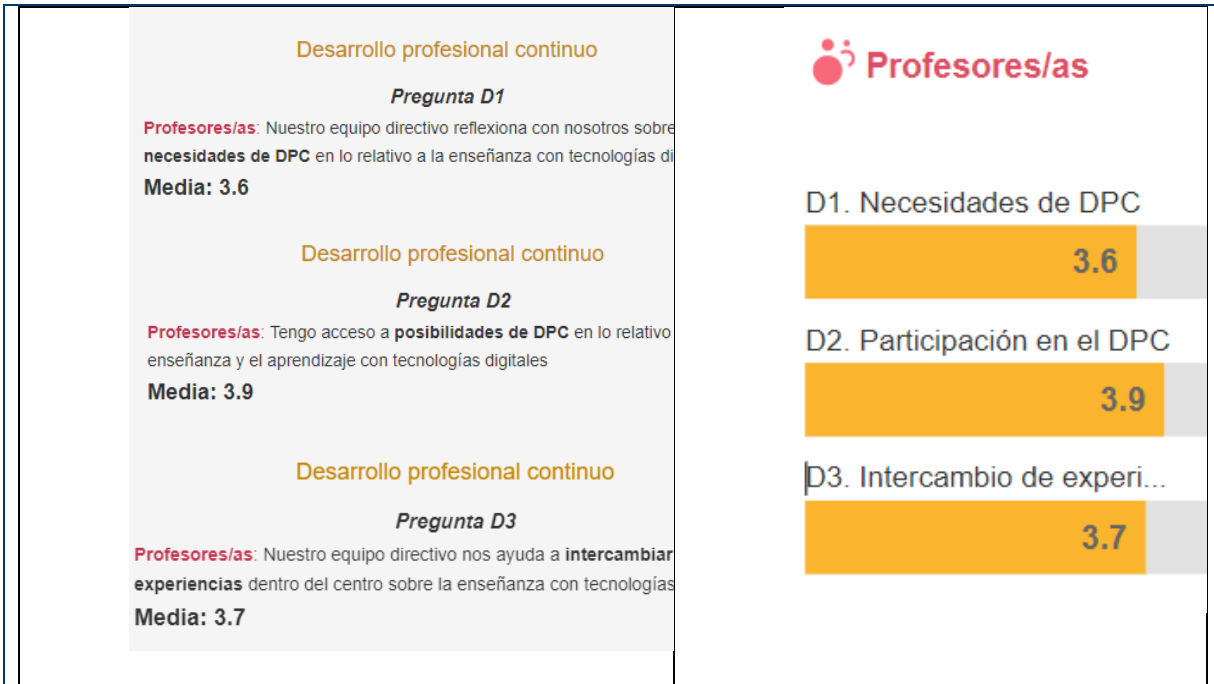 Desarrollo profesional continuo
Pregunta D1
Profesores/as: Nuestro equipo directivo reflexiona con nosotros sobre
necesidades de DPC en lo relativo a la enseñanza con tecnologías di
Media: 3.6
Desarrollo profesional continuo
Pregunta D2
Profesores/as: Tengo acceso a posibilidades de DPC en lo relativo
enseñanza y el aprendizaje con tecnologías digitales
Media: 3.9
Desarrollo profesional continuo
Pregunta D3
Profesores/as: Nuestro equipo directivo nos ayuda a intercambiar
experiencias dentro del centro sobre la enseñanza con tecnologías
Media: 3.7
Profesores/as
D1. Necesidades de DPC
3.6
D2. Participación en el DPC
3.9
D3. Intercambio de experi...
3.7